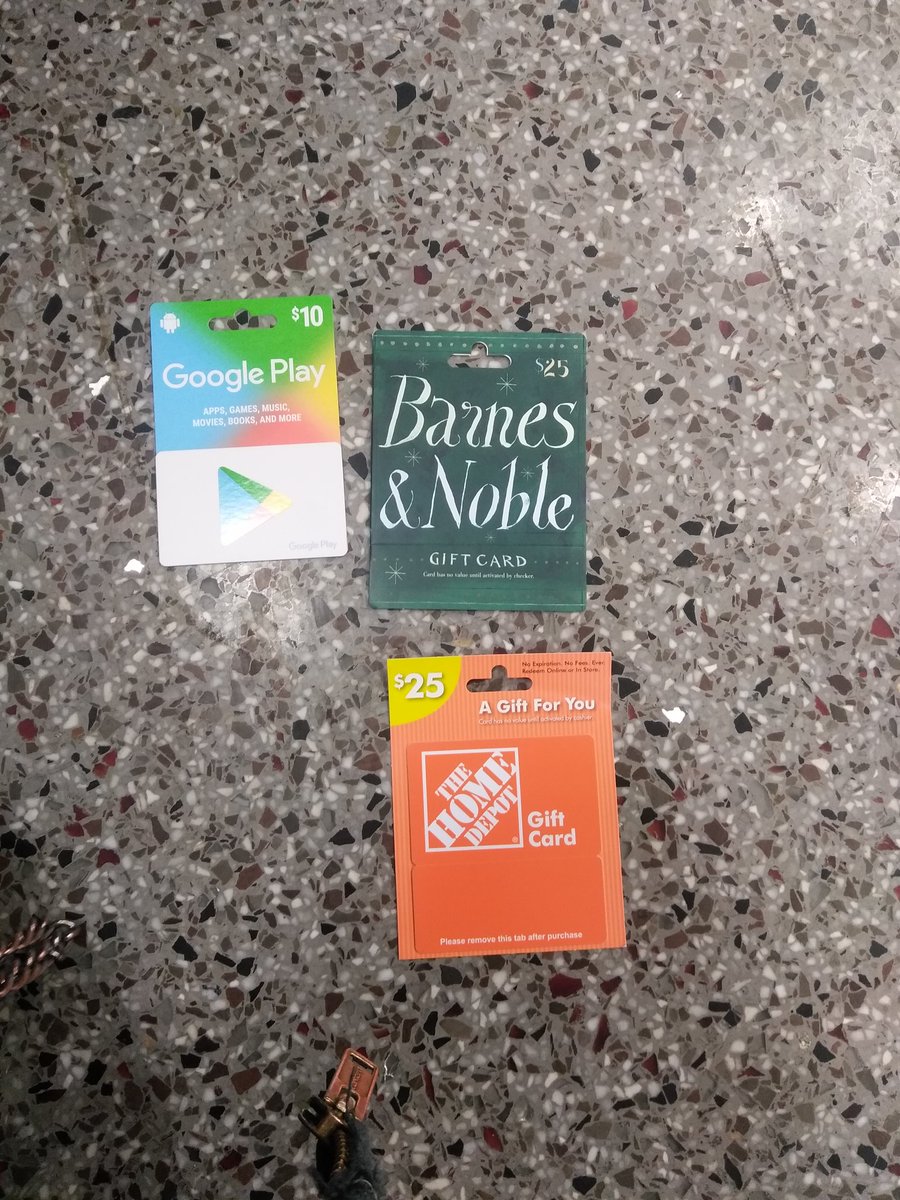 $10
Google Play
APPS, GAMES, MUSIC,
MOVIES, BOOKS, AND MORE
Google Play
$25
Barnes
& Noble
GIFT CARD
Card has no value until activated by checker.
$25
No Expiration. No Fees. Ever.
Redeem Online or In Store.
A Gift For You
Card has no value until activated by cashier
THE
HOME
DEPOT
Gift
Card
Please remove this tab after purchase